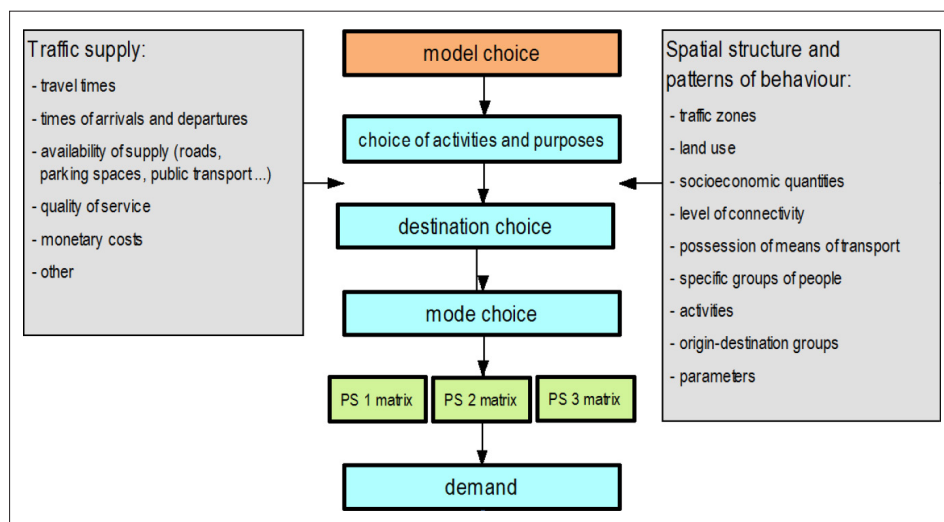 Traffic supply:
- travel times
- times of arrivals and departures
- availability of supply (roads,
parking spaces, public transport ...)
- quality of service
- monetary costs
- other
model choice
choice of activities and purposes
destination choice
mode choice
PS 1 matrix
PS 2 matrix
PS 3 matrix
demand
Spatial structure and
patterns of behaviour:
- traffic zones
- land use
- socioeconomic quantities
- level of connectivity
- possession of means of transport
- specific groups of people
- activities
- origin-destination groups
- parameters